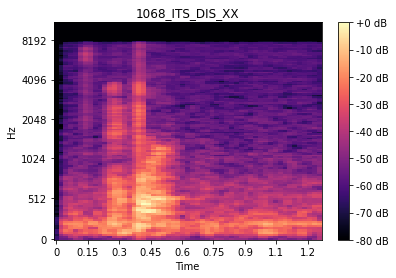 1068_ITS_DIS_XX
8192
4096
2048
1024
512
0
Hz
0
0.15
0.3
0.45
0.6
0.75
0.9
1
1.2
Time
+0 dB
-10 dB
-20 dB
-30 dB
-40 dB
-50 dB
-60 dB
-70 dB
-80 dB